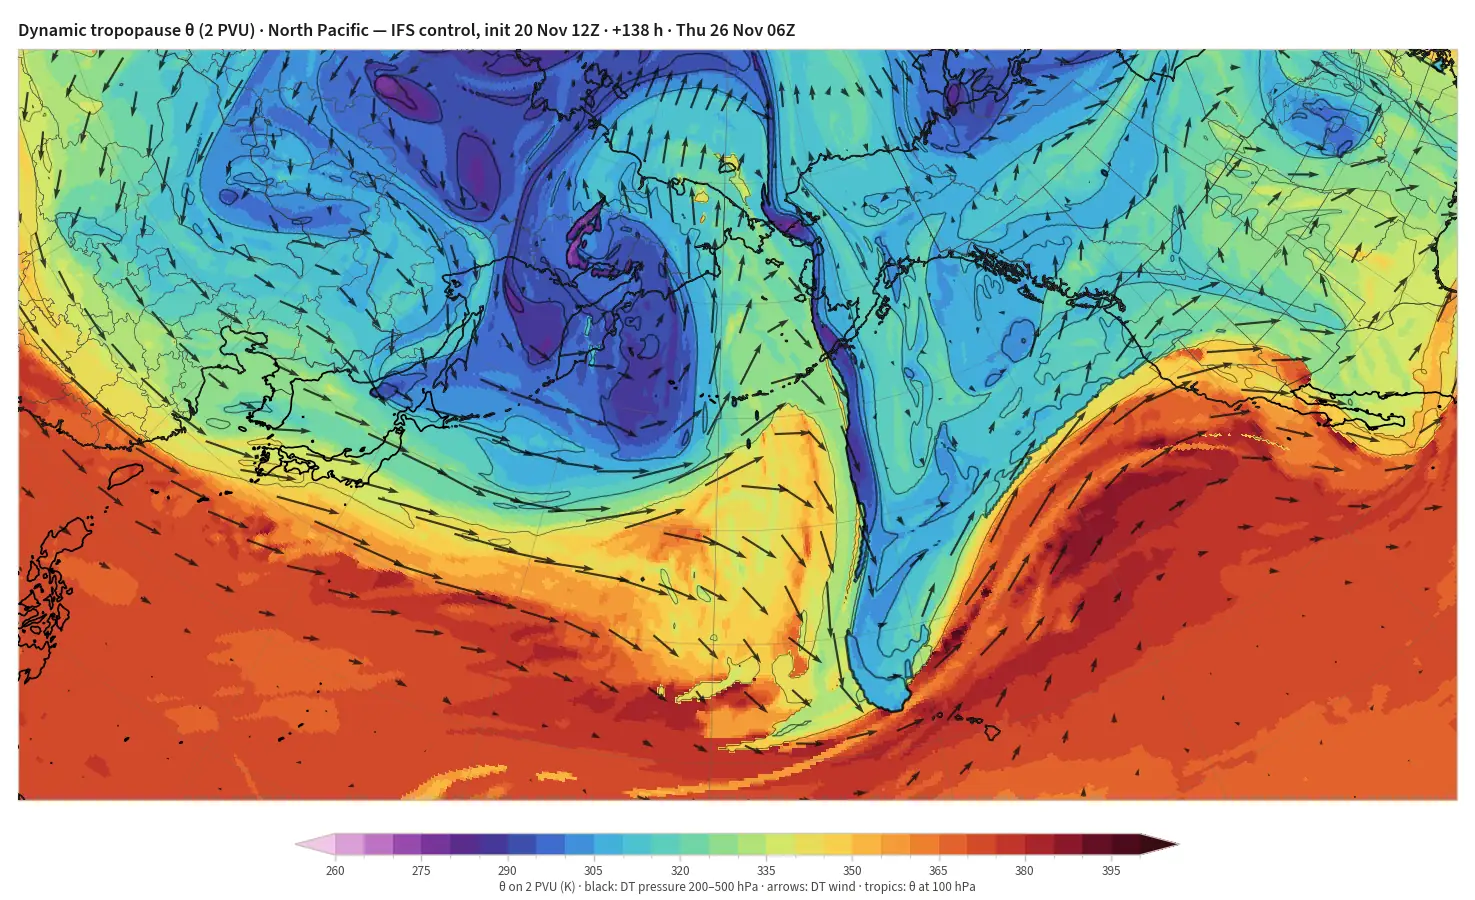 Dynamic tropopause θ (2 PVU) · North Pacific — IFS control, init 20 Nov 12Z · +138 h · Thu 26 Nov 06Z
260 275 290 305 320 335 350 365 380 395
θ on 2 PVU (K) · black: DT pressure 200–500 hPa · arrows: DT wind · tropics: θ at 100 hPa